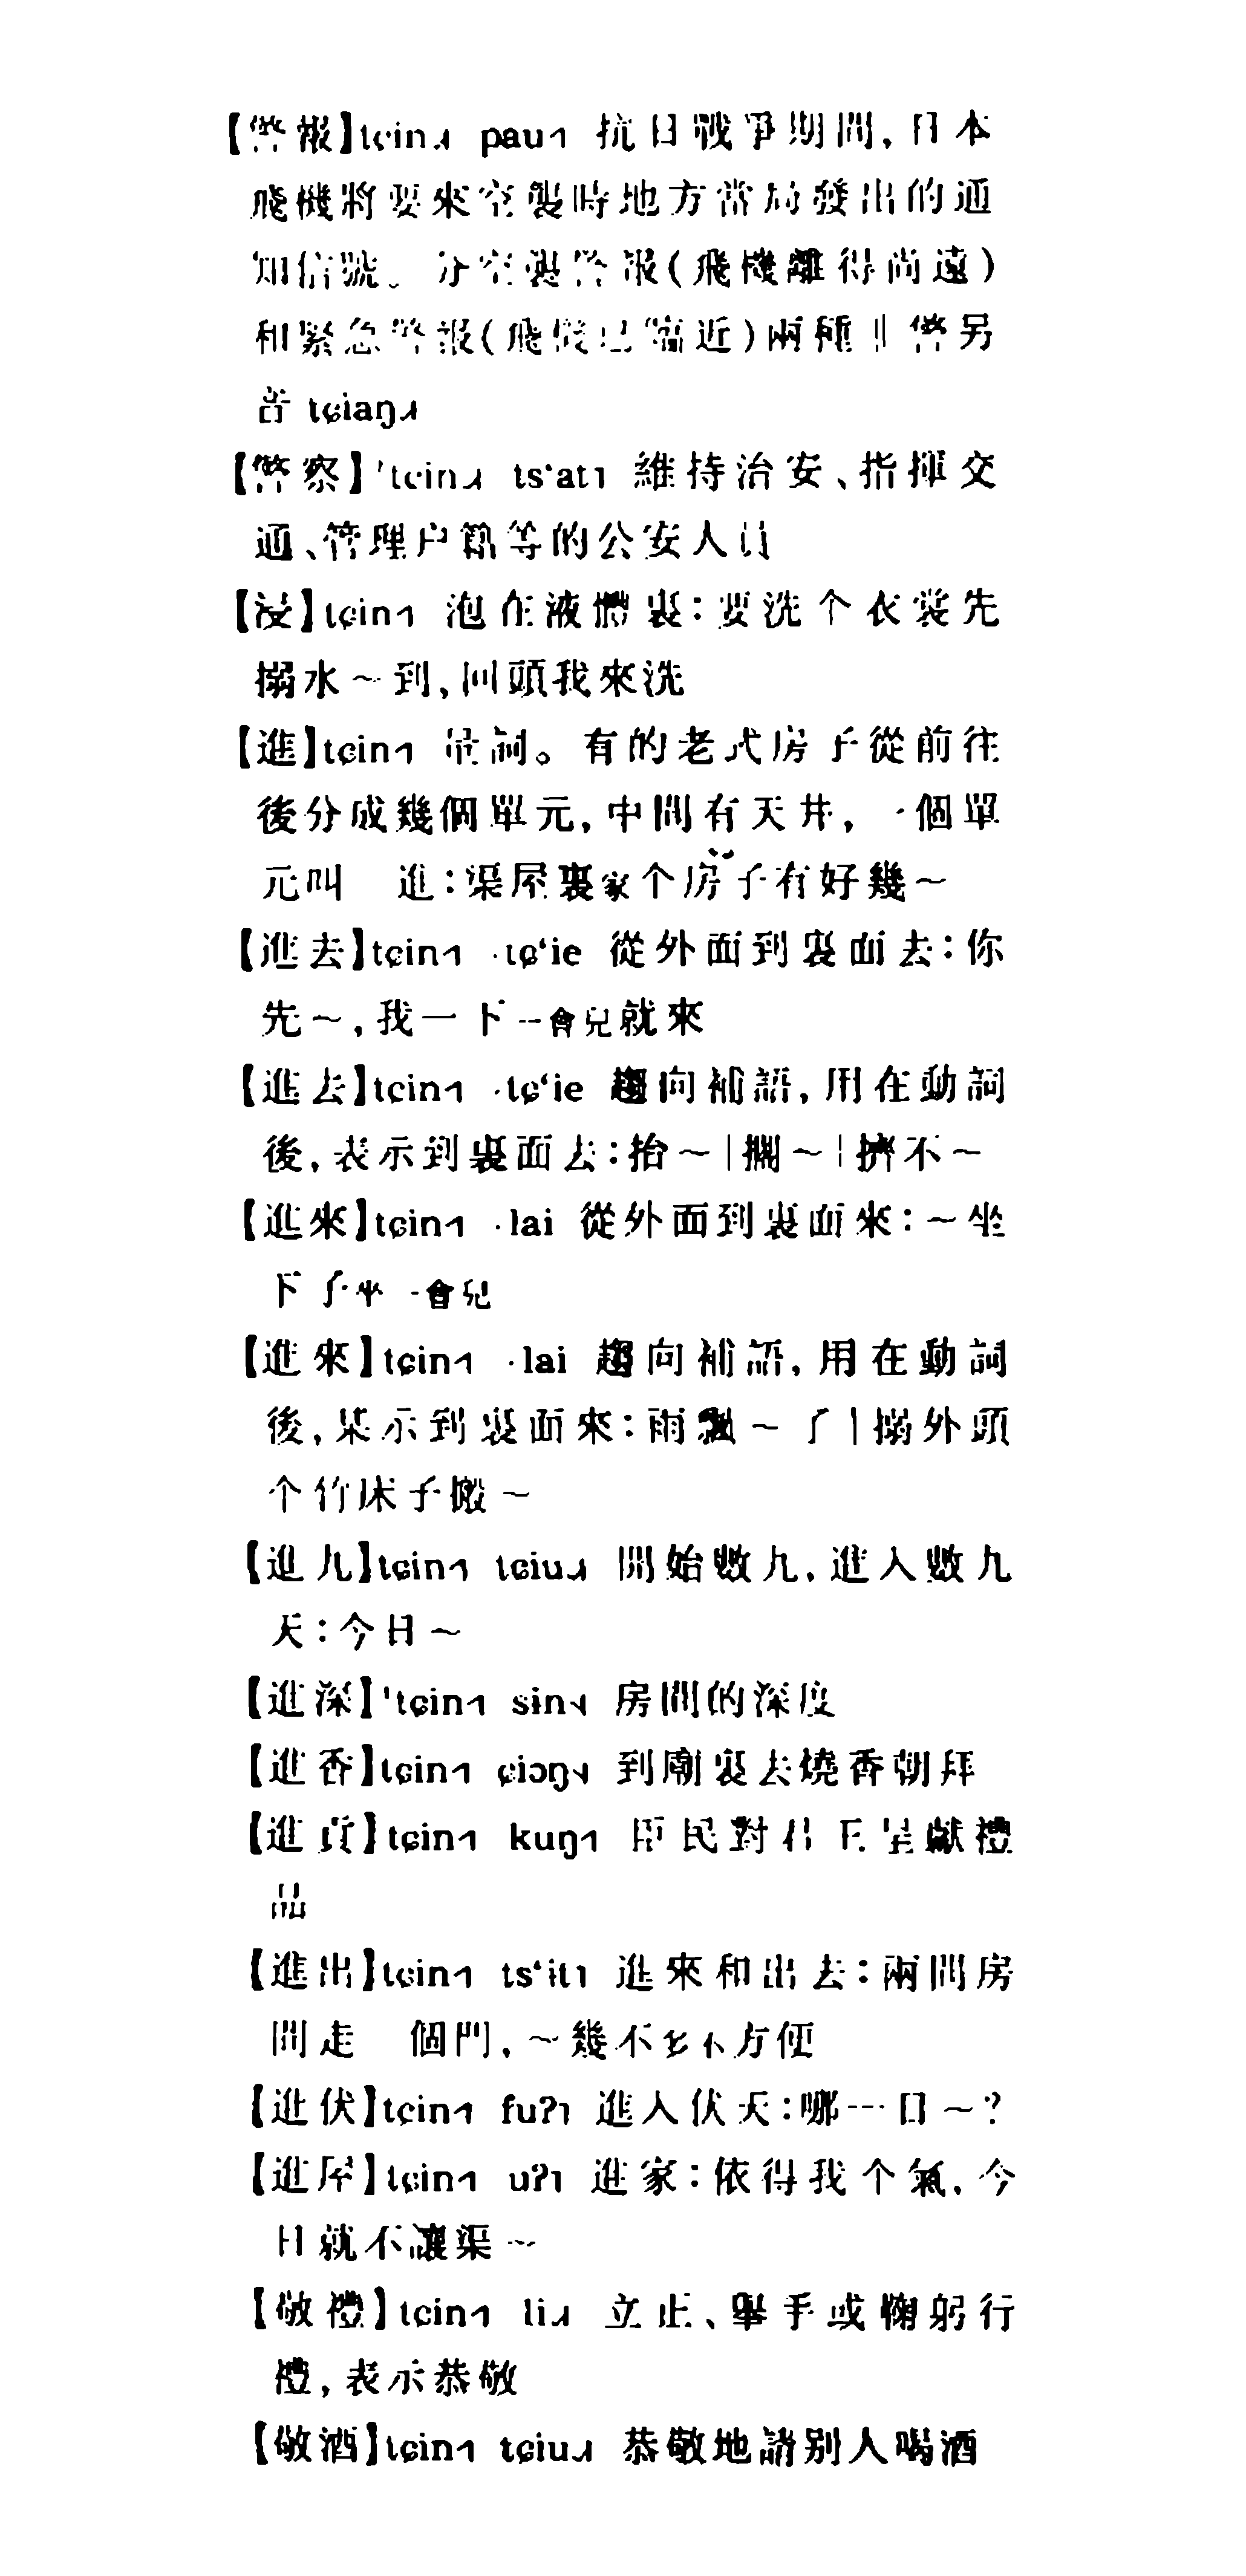 【警報】tɕin˩˧ pau˧˥ 抗日戰爭期間,日本
飛機將要來空襲時地方當局發出的通
知信號。分空襲警報(飛機離得尚遠)
和緊急警報(飛機已臨近)兩種‖警另
音 tɕiaŋ˩˧
【警察】'tɕin˩˧ tsʻat˥ 維持治安、指揮交
通、管理户籍等的公安人員
【浸】tɕin˧˥ 泡在液體裏:要洗个衣裳先
搦水～到,回頭我來洗
【進】tɕin˧˥ 量詞。有的老式房子從前往
後分成幾個單元,中間有天井,一個單
元叫 進:渠屋裏家个房子有好幾～
【進去】tɕin˧˥ ·tɕʻie 從外面到裏面去:你
先～,我一下一會兒就來
【進去】tɕin˧˥ ·tɕʻie 趨向補語,用在動詞
後,表示到裏面去:抬～|擱～|擠不～
【進來】tɕin˧˥ ·lai 從外面到裏面來:～坐
下子坐一會兒
【進來】tɕin˧˥ ·lai 趨向補語,用在動詞
後,表示到裏面來:雨飄～了|搦外頭
个竹床子搬～
【進九】tɕin˧˥ tɕiu˩˧ 開始數九,進入數九
天:今日～
【進深】'tɕin˧˥ sin˧˩ 房間的深度
【進香】tɕin˧˥ ɕiɔŋ˧˩ 到廟裏去燒香朝拜
【進貢】tɕin˧˥ kuŋ˧˥ 臣民對君王呈獻禮
品
【進出】tɕin˧˥ tsʻit˥ 進來和出去:兩間房
間走 個門,～幾不多不方便
【進伏】tɕin˧˥ fuʔ˥ 進入伏天:哪一日～?
【進屋】tɕin˧˥ uʔ˥ 進家:依得我个氣,今
日就不讓渠～
【敬禮】tɕin˧˥ li˩˧ 立正、舉手或鞠躬行
禮,表示恭敬
【敬酒】tɕin˧˥ tɕiu˩˧ 恭敬地請别人喝酒